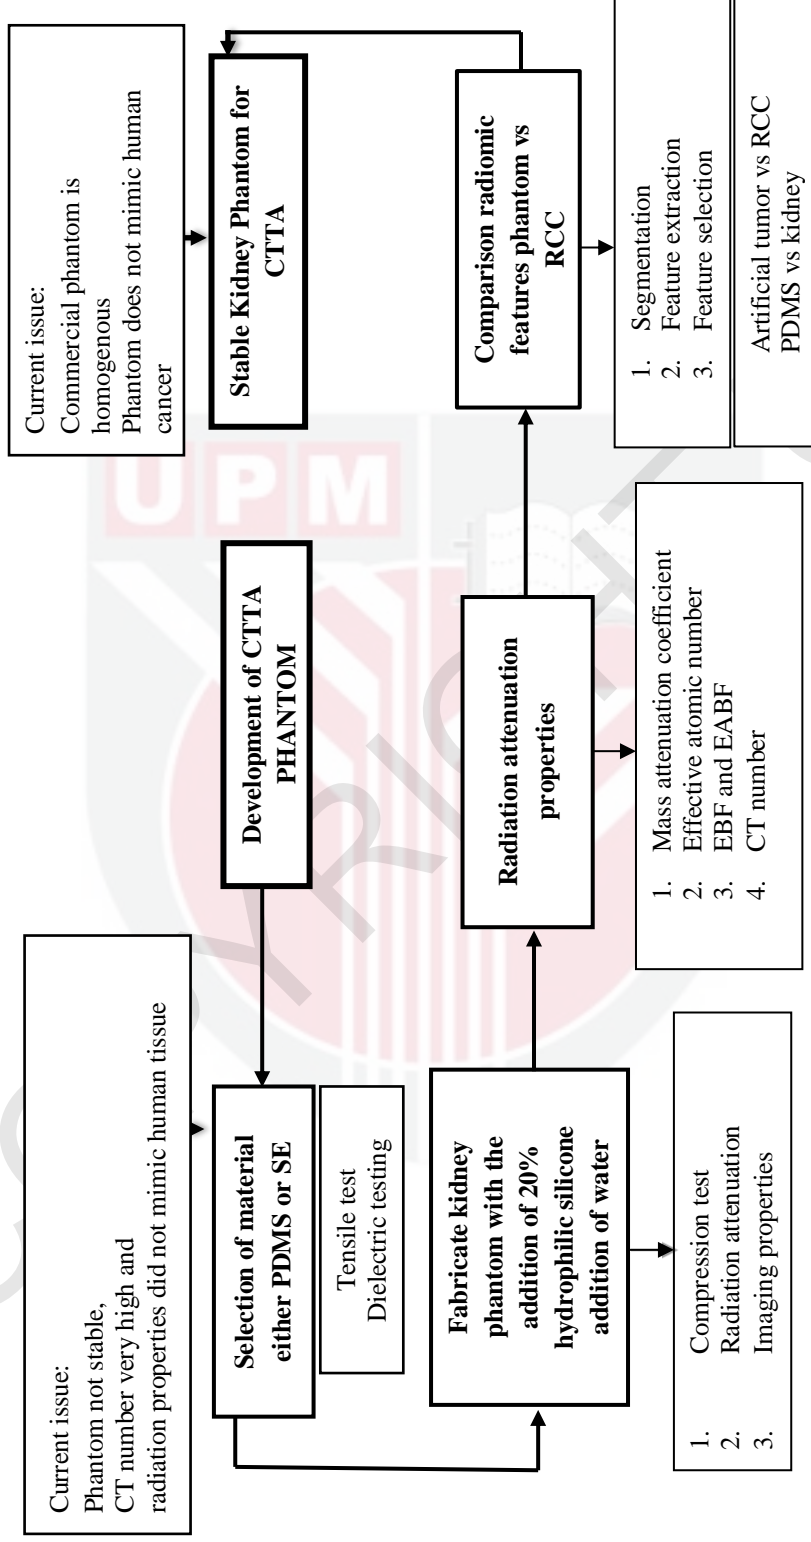 Current issue:
Phantom not stable,
CT number very high and
radiation properties did not mimic human tissue
Current issue:
Commercial phantom is
homogenous
Phantom does not mimic human
cancer
Selection of material
either PDMS or SE
Tensile test
Dielectric testing
Development of CTTA
PHANTOM
Stable Kidney Phantom for
CTTA
Fabricate kidney
phantom with the
addition of 20%
hydrophilic silicone
addition of water
Radiation attenuation
properties
Comparison radiomic
features phantom vs
RCC
1. Compression test
2. Radiation attenuation
3. Imaging properties
1. Mass attenuation coefficient
2. Effective atomic number
3. EBF and EABF
4. CT number
1. Segmentation
2. Feature extraction
3. Feature selection
Artificial tumor vs RCC
PDMS vs kidney
UPM
COPYRIGHT